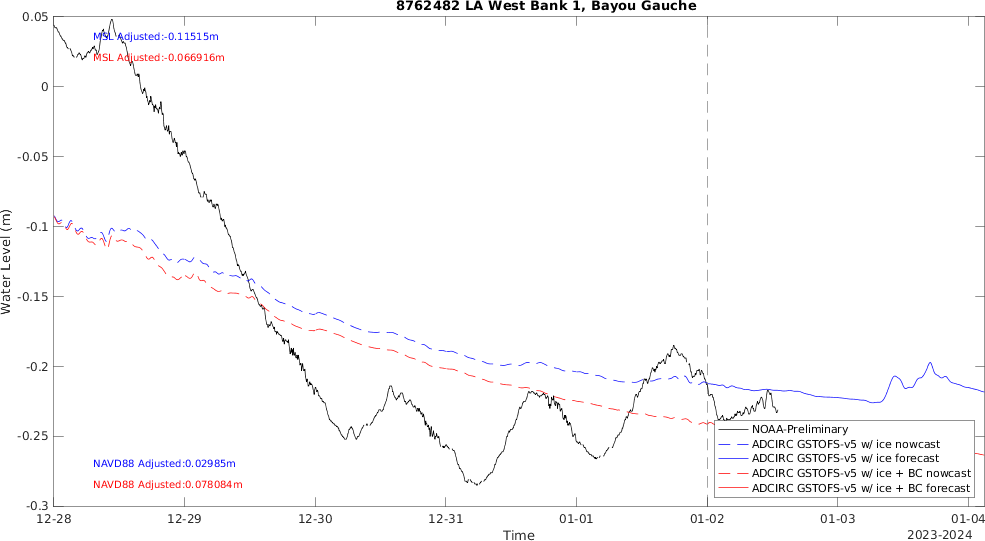 8762482 LA West Bank 1, Bayou Gauche
0.05
MSL Adjusted:-0.11515m
MSL Adjusted:-0.066916m
0
-0.05
-0.1
-0.15
-0.2
-0.25
-0.3
Water Level (m)
NAVD88 Adjusted:0.02985m
NAVD88 Adjusted:0.078084m
NOAA-Preliminary
ADCIRC GSTOFS-v5 w/ ice nowcast
ADCIRC GSTOFS-v5 w/ ice forecast
ADCIRC GSTOFS-v5 w/ ice + BC nowcast
ADCIRC GSTOFS-v5 w/ ice + BC forecast
12-28 12-29 12-30 12-31 01-01 01-02 01-03 01-04
Time
2023-2024